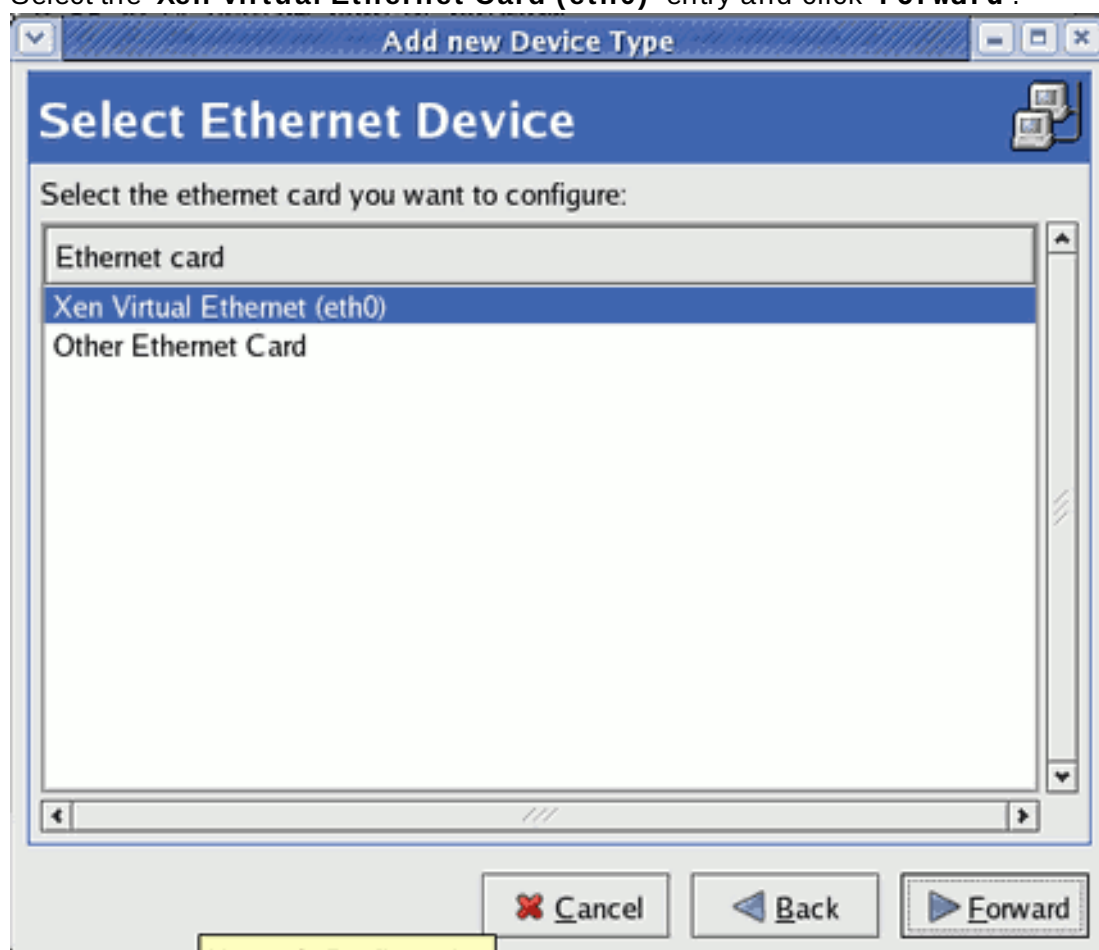 Select the Xen Virtual Ethernet Card (eth0) entry and click Forward.
Add new Device Type
Select Ethernet Device
Select the ethernet card you want to configure:
Ethernet card
Xen Virtual Ethernet (eth0)
Other Ethernet Card
Cancel
Back
Forward